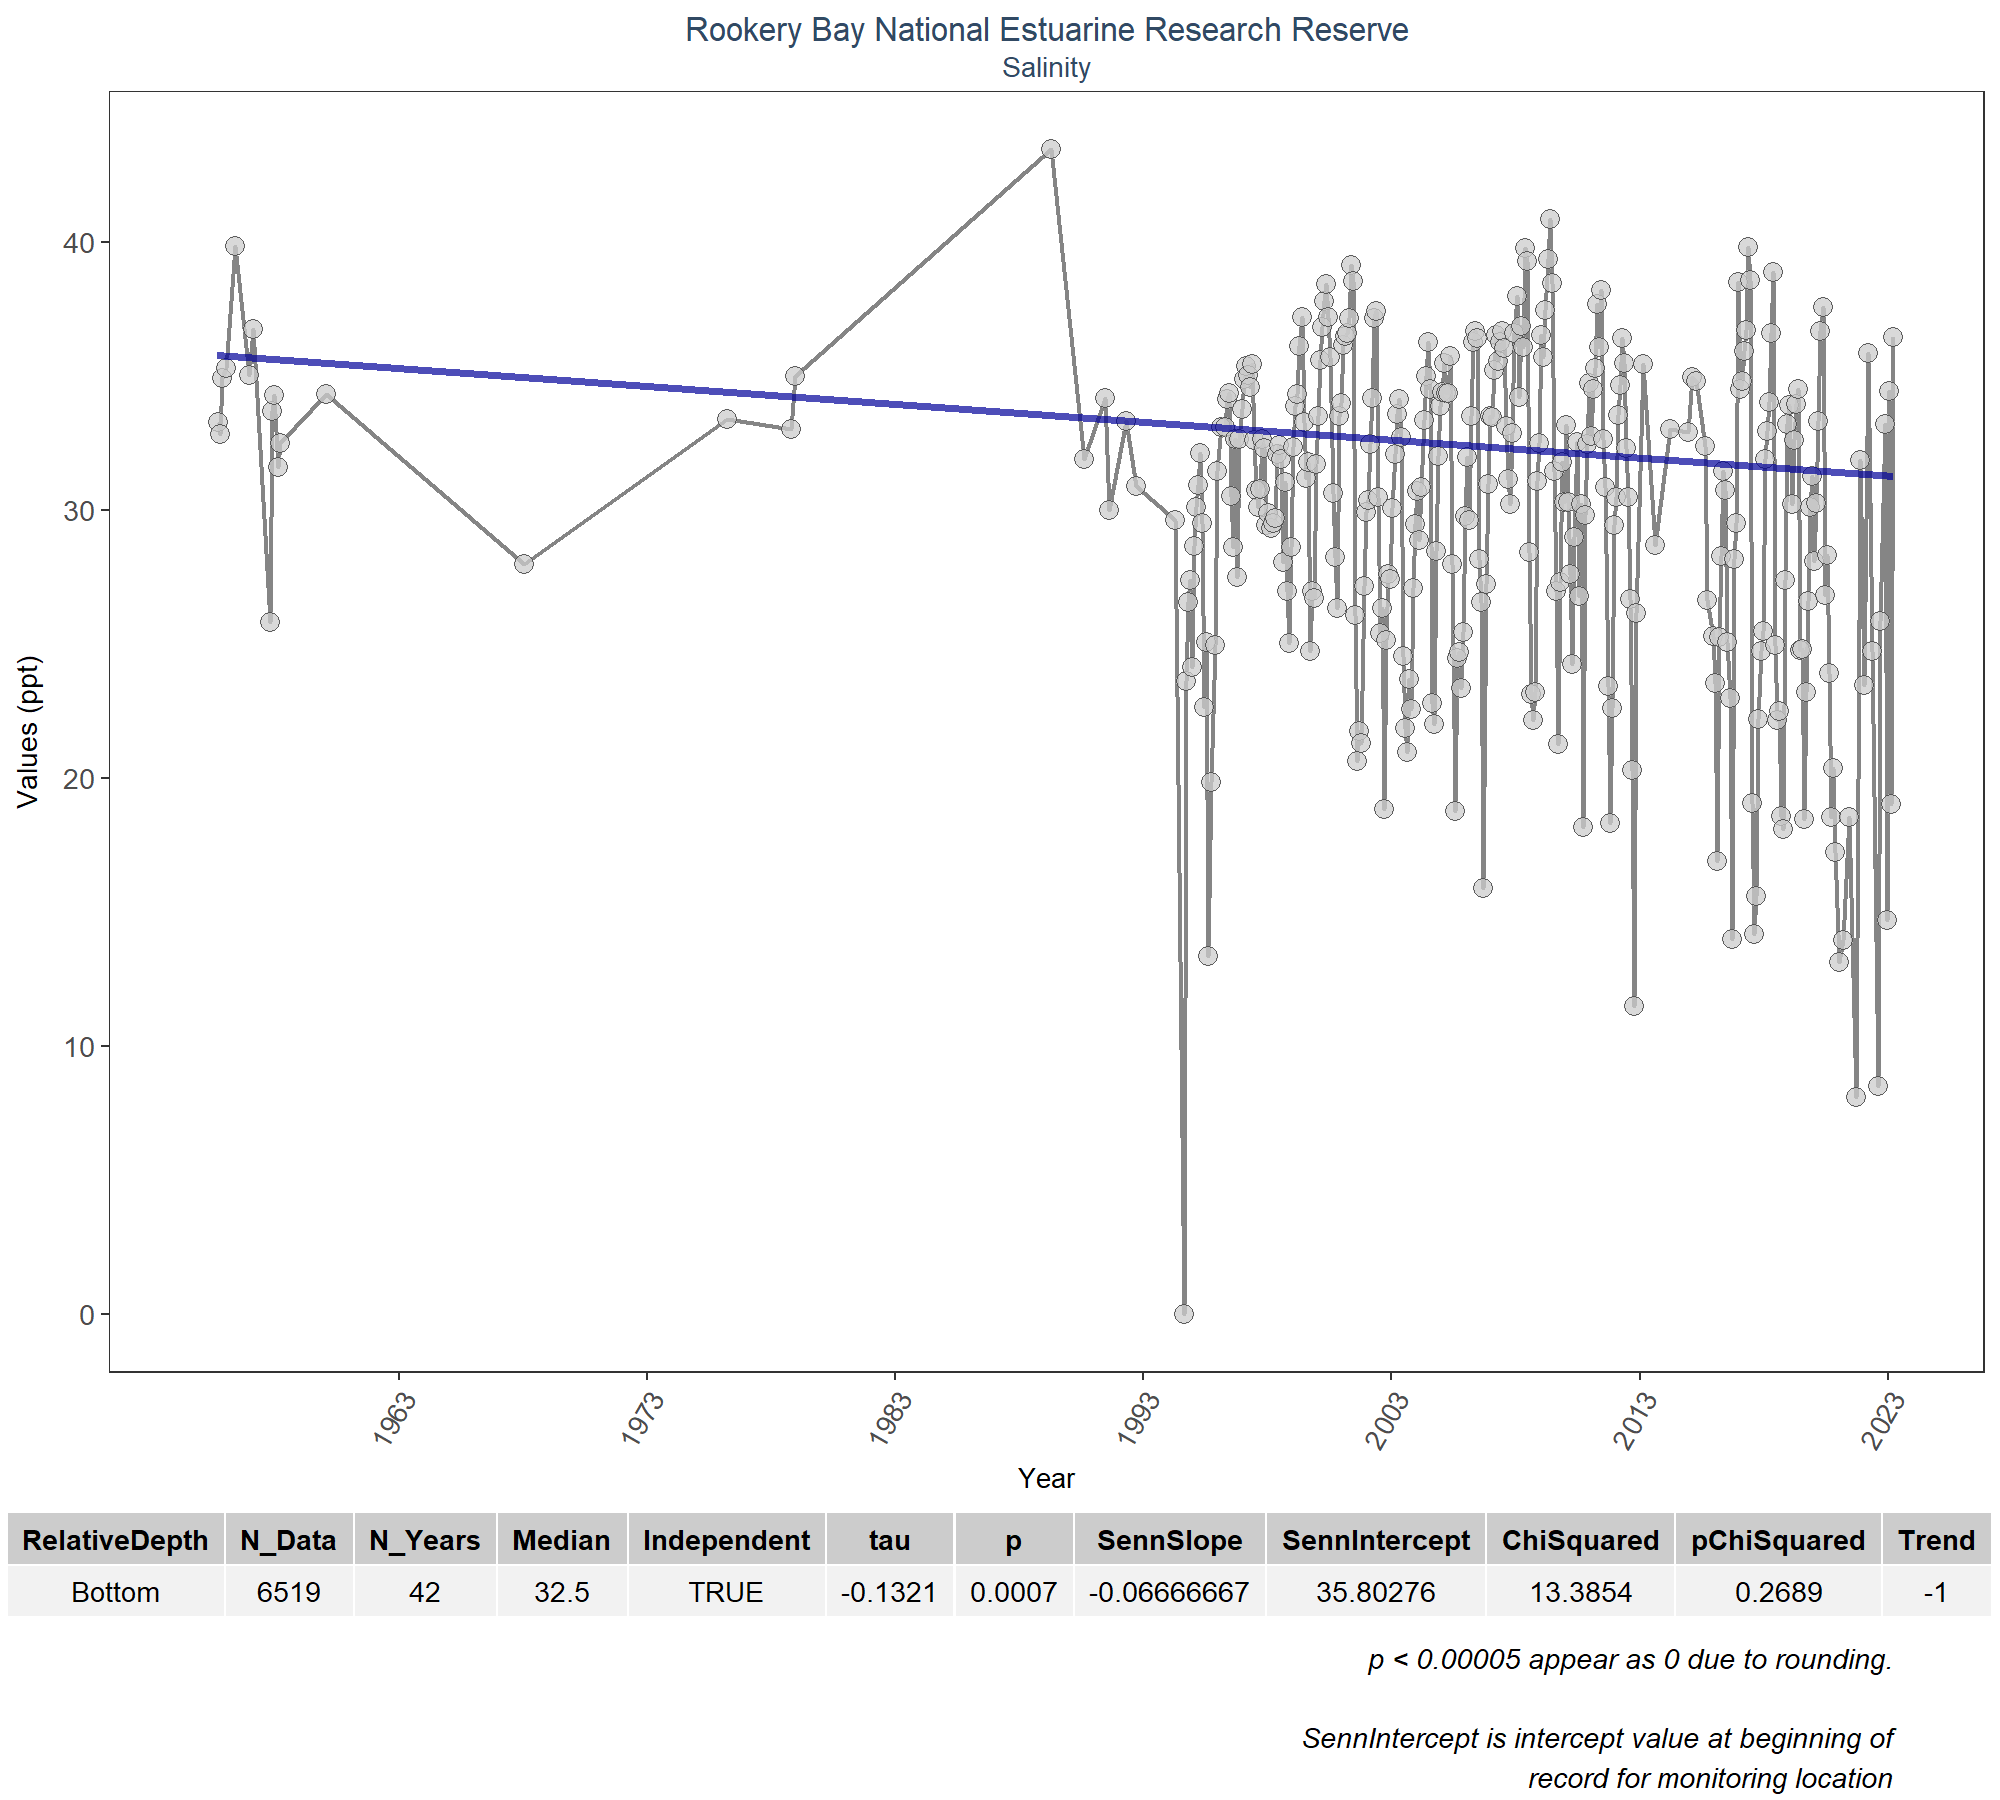 Rookery Bay National Estuarine Research Reserve
Salinity
Values (ppt)
40
30
20
10
0
1963 1973 1983 1993 2003 2013 2023
Year
RelativeDepth N_Data N_Years Median Independent tau p SennSlope SennIntercept ChiSquared pChiSquared Trend
Bottom 6519 42 32.5 TRUE -0.1321 0.0007 -0.06666667 35.80276 13.3854 0.2689 -1
p < 0.00005 appear as 0 due to rounding.
SennIntercept is intercept value at beginning of
record for monitoring location